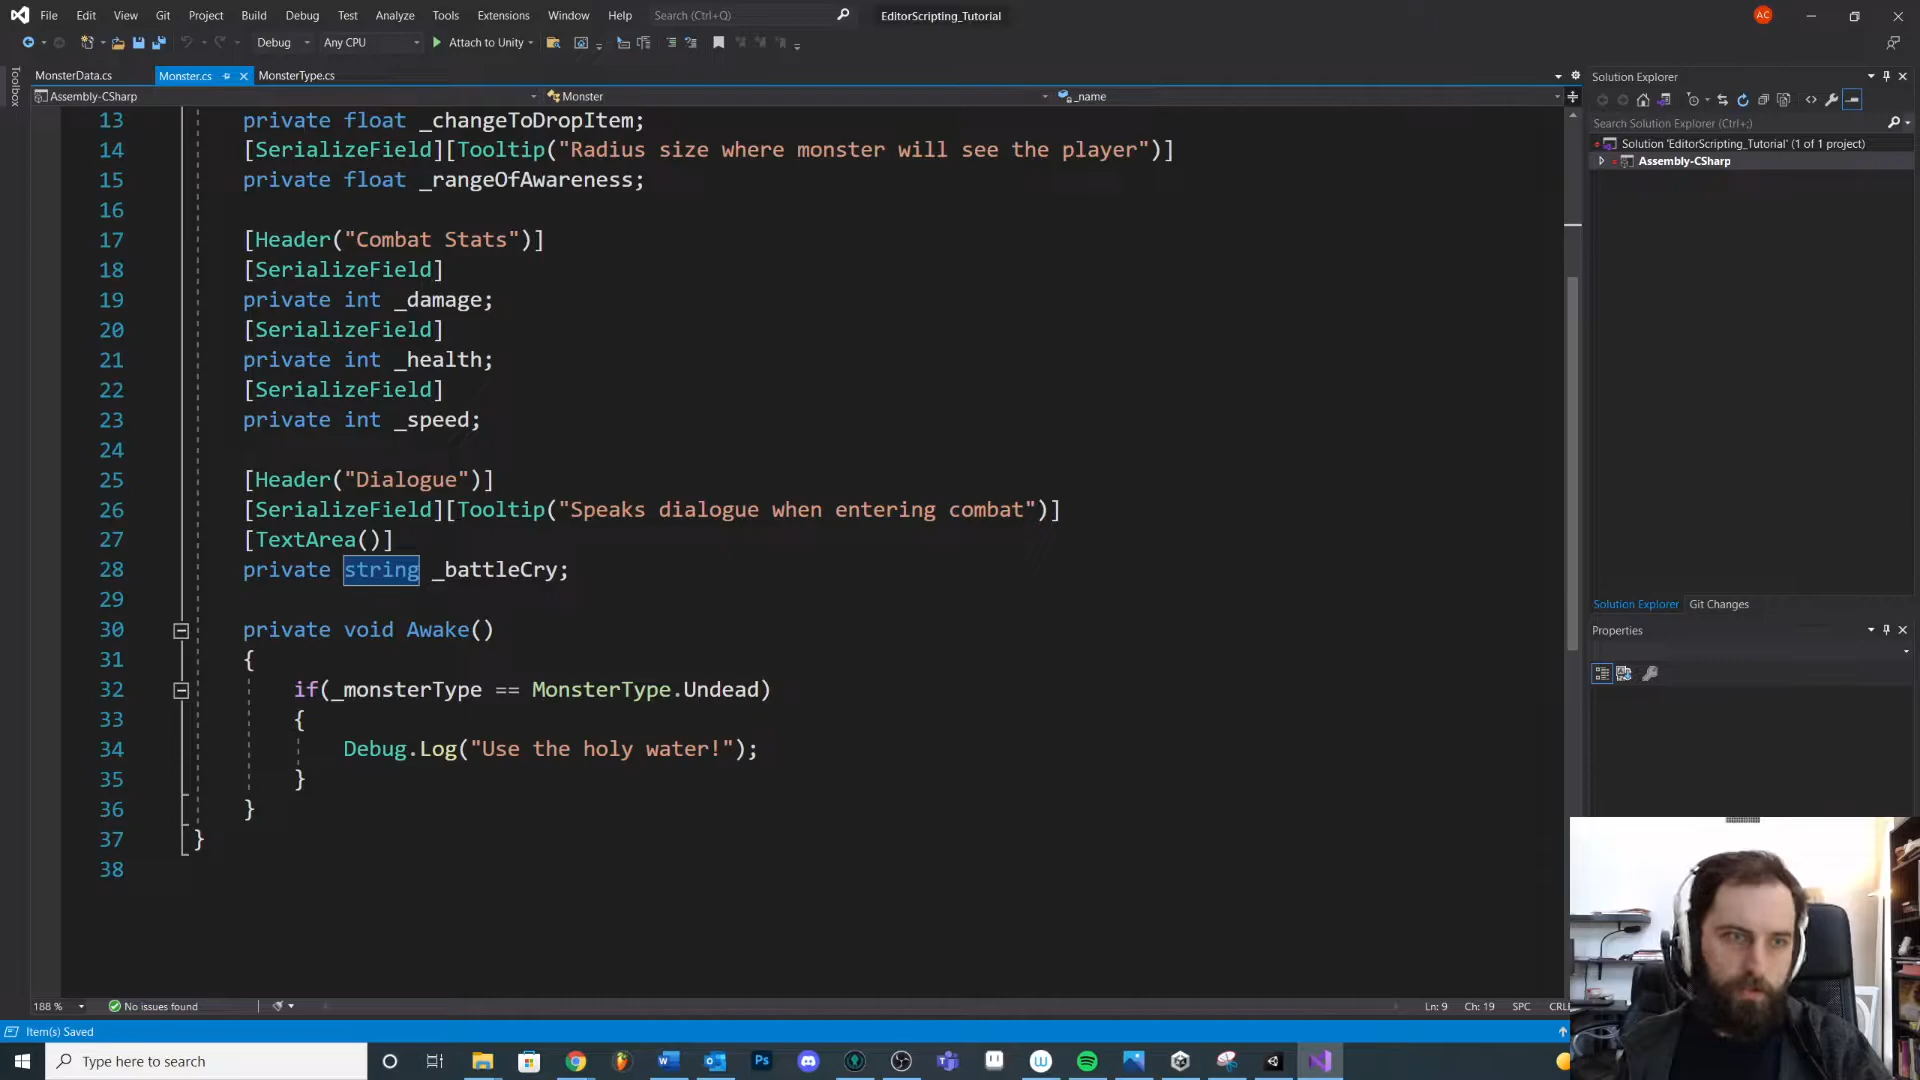 File Edit View Git Project Build Debug Test Analyze Tools Extensions Window Help Search (Ctrl+Q) EditorScripting_Tutorial AC
Debug Any CPU Attach to Unity
Toolbox
MonsterData.cs Monster.cs MonsterType.cs
Assembly-CSharp Monster _name
13 private float _changeToDropItem;
14 [SerializeField][Tooltip("Radius size where monster will see the player")]
15 private float _rangeOfAwareness;
16
17 [Header("Combat Stats")]
18 [SerializeField]
19 private int _damage;
20 [SerializeField]
21 private int _health;
22 [SerializeField]
23 private int _speed;
24
25 [Header("Dialogue")]
26 [SerializeField][Tooltip("Speaks dialogue when entering combat")]
27 [TextArea()]
28 private string _battleCry;
29
30 private void Awake()
31 {
32 if(_monsterType == MonsterType.Undead)
33 {
34 Debug.Log("Use the holy water!");
35 }
36 }
37 }
38
188 % No issues found Ln: 9 Ch: 19 SPC CRL
Item(s) Saved
Solution Explorer
Search Solution Explorer (Ctrl+;)
Solution 'EditorScripting_Tutorial' (1 of 1 project)
Assembly-CSharp
Solution Explorer Git Changes
Properties
Type here to search